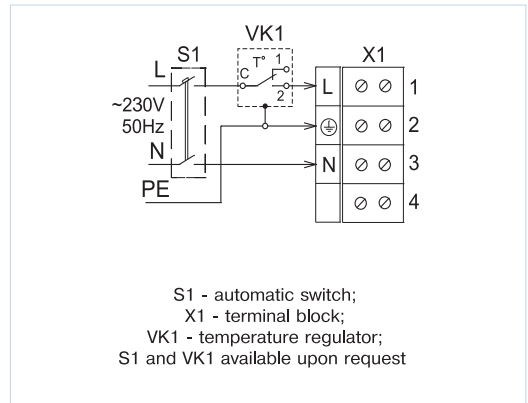 VK1
S1
X1
L
T° 1
C
2
L
1
~230V
50Hz
2
N
N
3
PE
4
S1 - automatic switch;
X1 - terminal block;
VK1 - temperature regulator;
S1 and VK1 available upon request